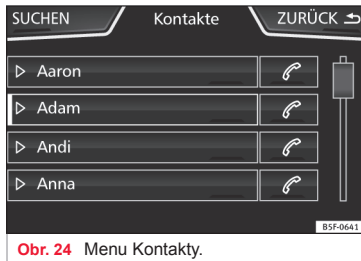 SUCHEN Kontakte ZURÜCK
Aaron
Adam
Andi
Anna
B5F-0641
Obr. 24 Menu Kontakty.